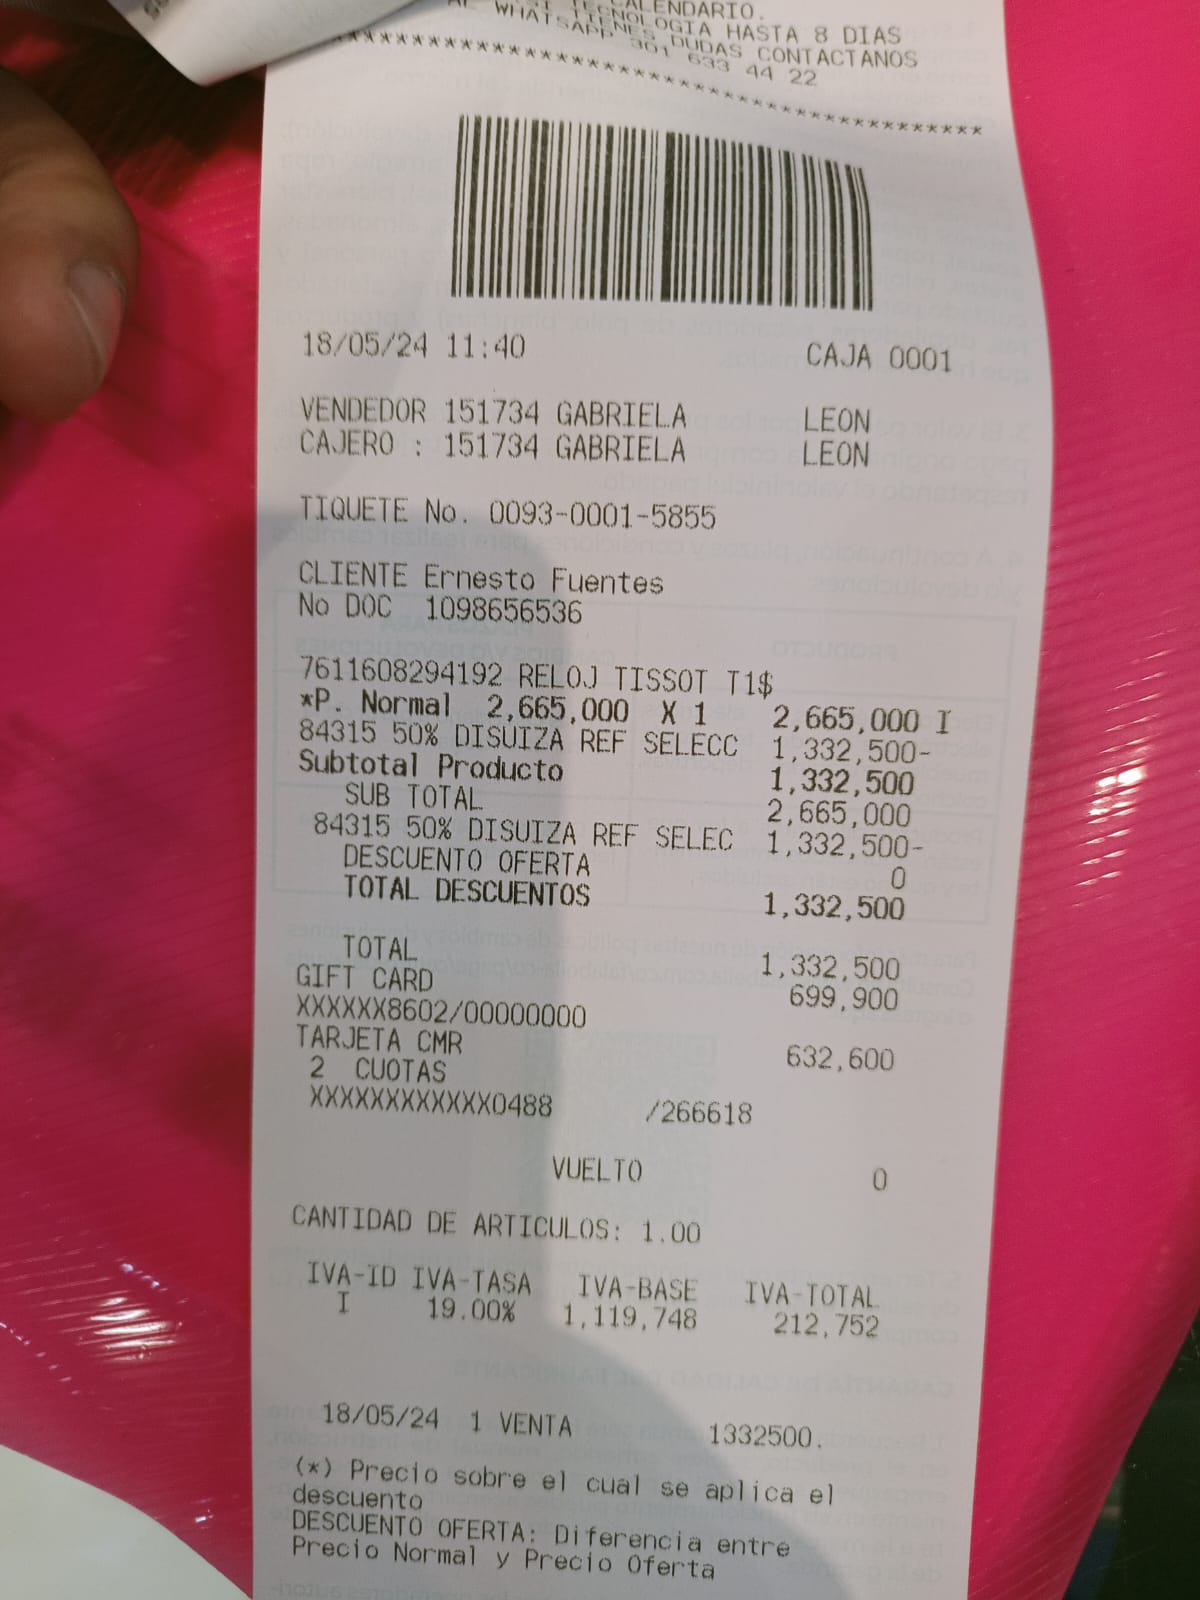 CALENDARIO.
TECNOLOGIA HASTA 8 DIAS
TIENES DUDAS CONTACTANOS
WHATSAPP 301 633 44 22
****************************************************
18/05/24 11:40 CAJA 0001
VENDEDOR 151734 GABRIELA LEON
CAJERO : 151734 GABRIELA LEON
TIQUETE No. 0093-0001-5855
CLIENTE Ernesto Fuentes
No DOC 1098656536
7611608294192 RELOJ TISSOT T1$
*P. Normal 2,665,000 X 1 2,665,000 I
84315 50% DISUIZA REF SELECC 1,332,500-
Subtotal Producto 1,332,500
SUB TOTAL 2,665,000
84315 50% DISUIZA REF SELEC 1,332,500-
DESCUENTO OFERTA 0
TOTAL DESCUENTOS 1,332,500
TOTAL 1,332,500
GIFT CARD 699,900
XXXXXX8602/00000000
TARJETA CMR 632,600
2 CUOTAS
XXXXXXXXXXXX0488 /266618
VUELTO 0
CANTIDAD DE ARTICULOS: 1.00
IVA-ID IVA-TASA IVA-BASE IVA-TOTAL
I 19.00% 1,119,748 212,752
18/05/24 1 VENTA 1332500.
(*) Precio sobre el cual se aplica el
descuento
DESCUENTO OFERTA: Diferencia entre
Precio Normal y Precio Oferta